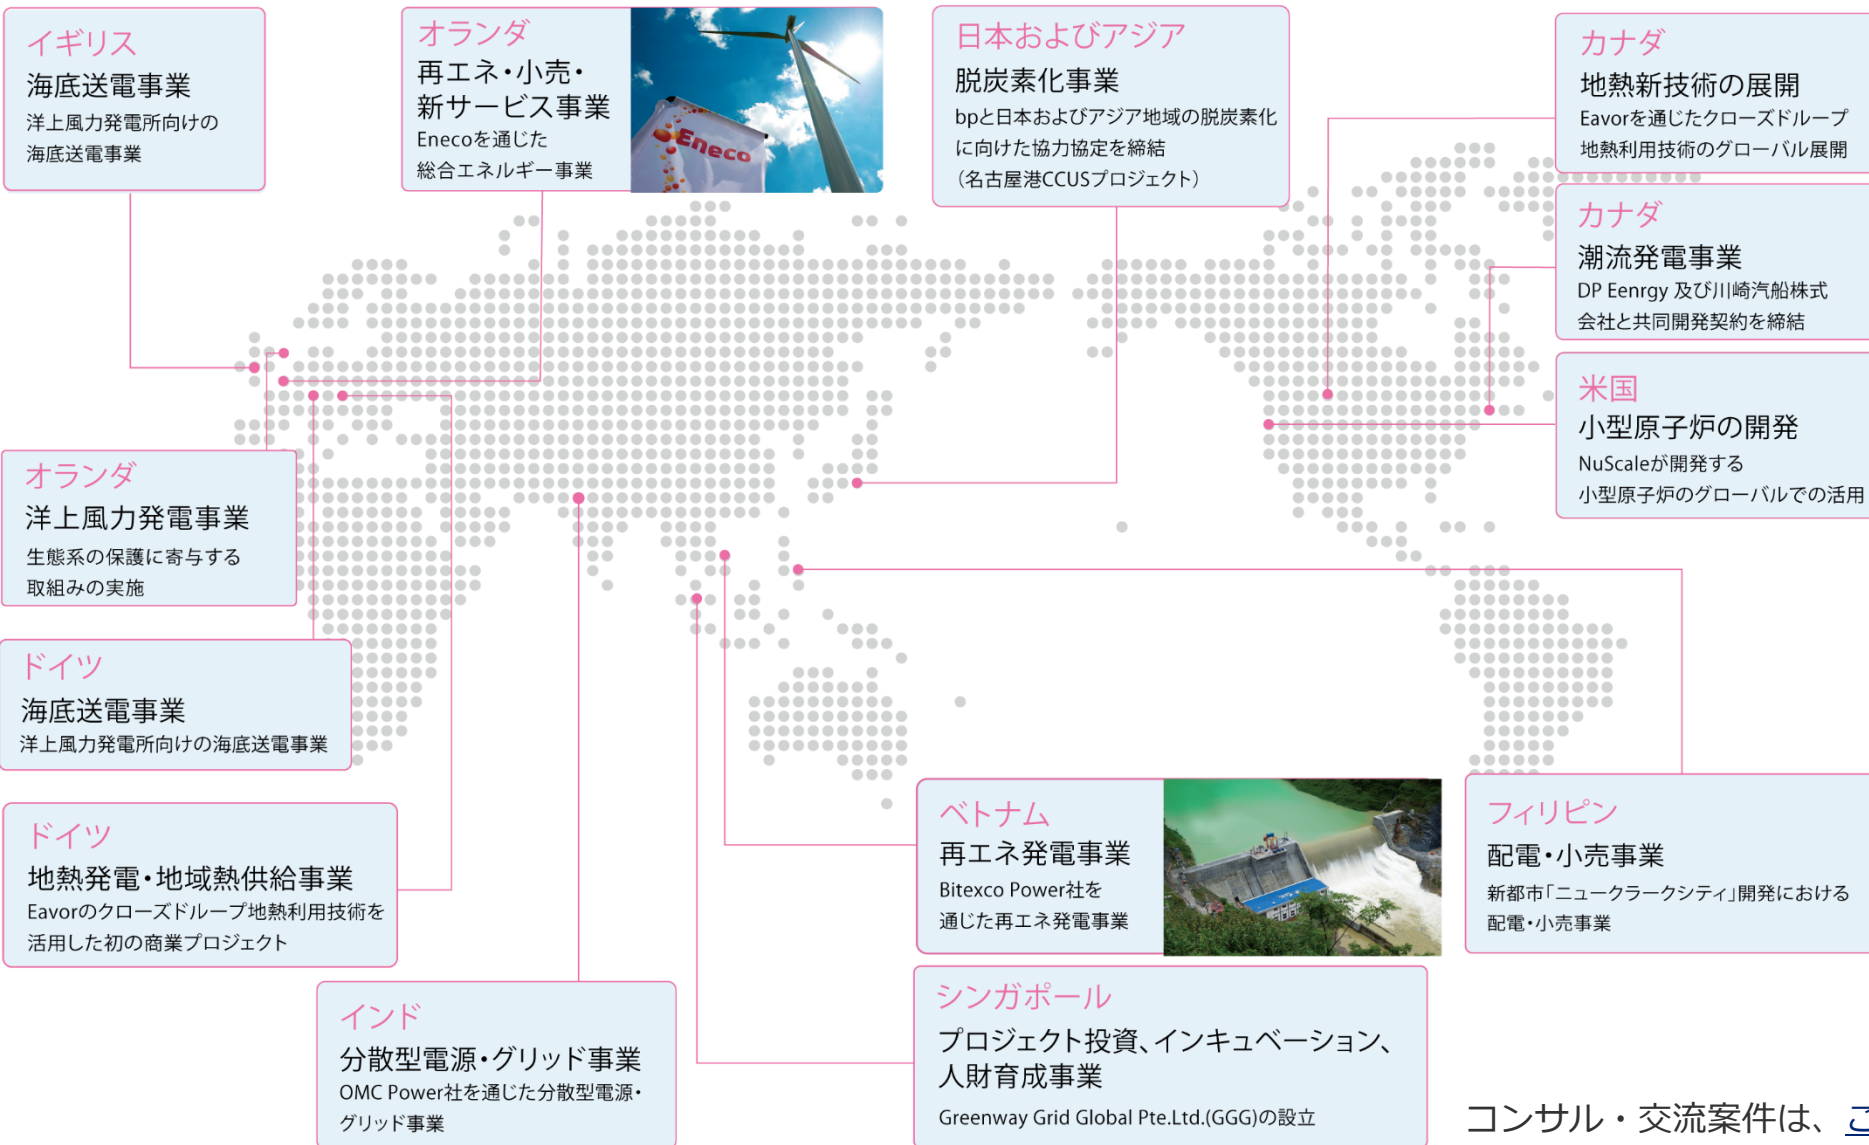 イギリス
海底送電事業
洋上風力発電所向けの
海底送電事業
オランダ
再エネ・小売・
新サービス事業
Enecoを通じた
総合エネルギー事業
Eneco
日本およびアジア
脱炭素化事業
bpと日本およびアジア地域の脱炭素化
に向けた協力協定を締結
（名古屋港CCUSプロジェクト）
カナダ
地熱新技術の展開
Eavorを通じたクローズドループ
地熱利用技術のグローバル展開
カナダ
潮流発電事業
DP Eenrgy 及び川崎汽船株式
会社と共同開発契約を締結
米国
小型原子炉の開発
NuScaleが開発する
小型原子炉のグローバルでの活用
オランダ
洋上風力発電事業
生態系の保護に寄与する
取組みの実施
ドイツ
海底送電事業
洋上風力発電所向けの海底送電事業
ドイツ
地熱発電・地域熱供給事業
Eavorのクローズドループ地熱利用技術を
活用した初の商業プロジェクト
インド
分散型電源・グリッド事業
OMC Power社を通じた分散型電源・
グリッド事業
ベトナム
再エネ発電事業
Bitexco Power社を
通じた再エネ発電事業
シンガポール
プロジェクト投資、インキュベーション、
人財育成事業
Greenway Grid Global Pte.Ltd.(GGG)の設立
フィリピン
配電・小売事業
新都市「ニュークラークシティ」開発における
配電・小売事業
コンサル・交流案件は、こ